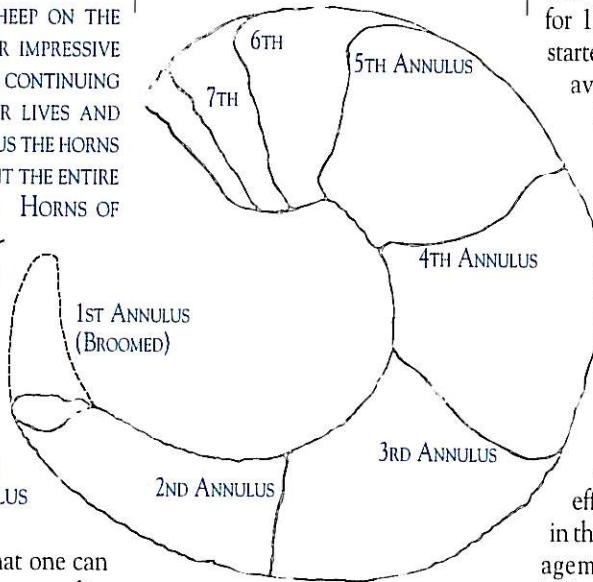 HEEP ON THE
R IMPRESSIVE
CONTINUING
R LIVES AND
US THE HORNS
T THE ENTIRE
HORNS OF
6TH
7TH
5TH ANNULUS
4TH ANNULUS
1ST ANNULUS
(BROOMED)
2ND ANNULUS
3RD ANNULUS
LUS
hat one can
for 1
starte
av
eff
in th
agem